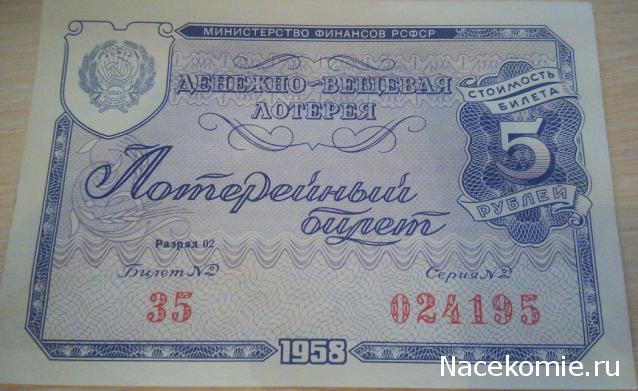 МИНИСТЕРСТВО ФИНАНСОВ РСФСР
ДЕНЕЖНО-ВЕЩЕВАЯ
ЛОТЕРЕЯ
СТОИМОСТЬ
БИЛЕТА
5
РУБЛЕЙ
Лотерейный
билет
Разряд 02
Билет №
35
Серия №
024195
1958
Nacekomie.ru